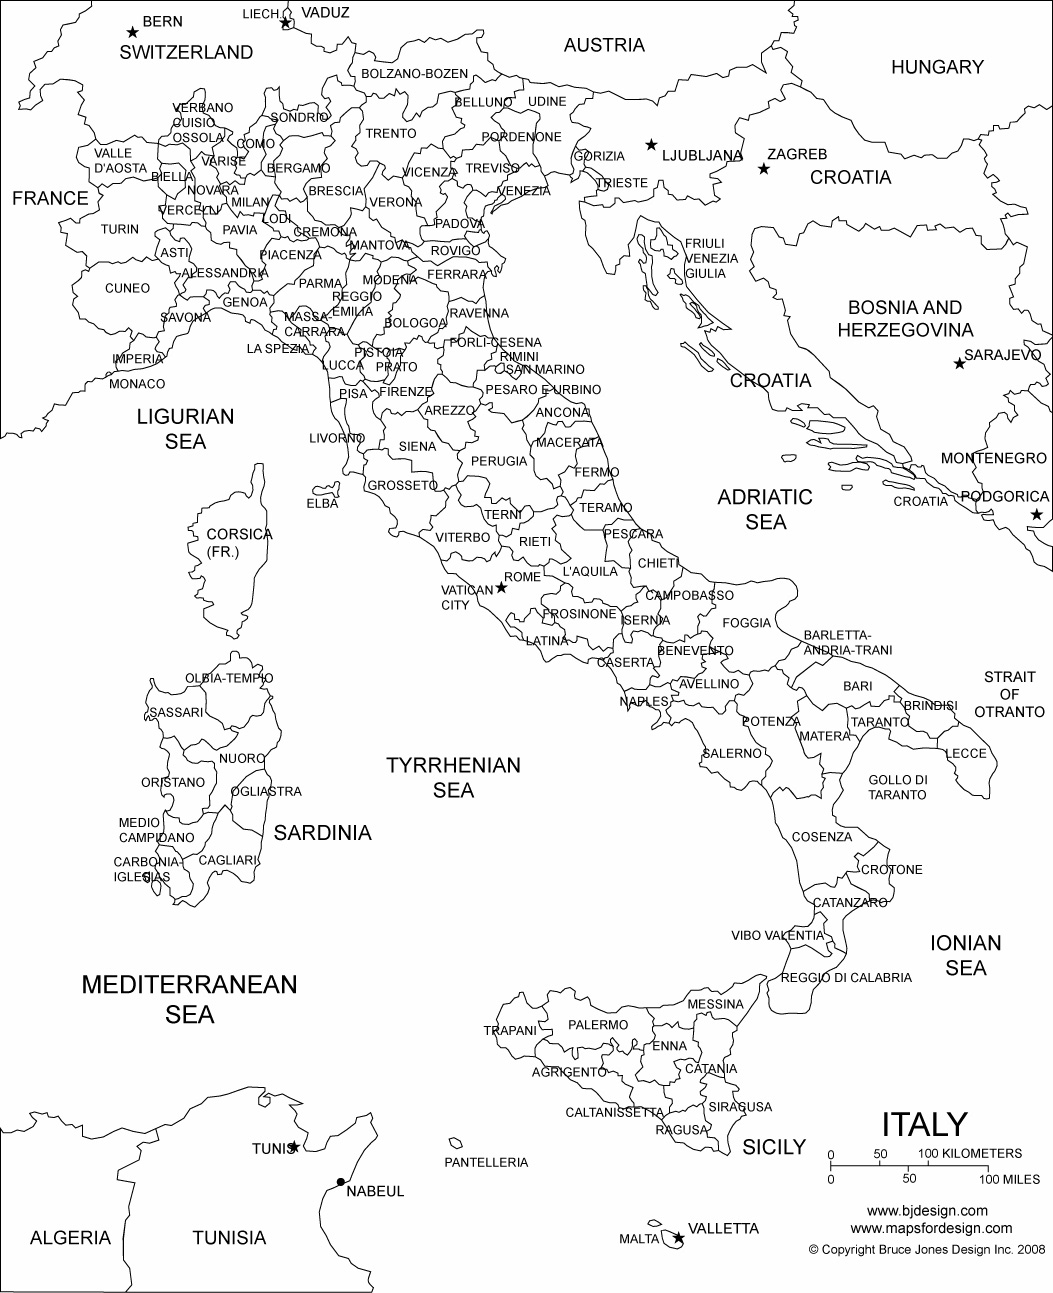 BERN
SWITZERLAND
LIECH.
VADUZ
AUSTRIA
HUNGARY
BOLZANO-BOZEN
VERBANO
CUISIO
OSSOLA
SONDRIO
BELLUNO
UDINE
TRENTO
PORDENONE
COMO
VALLE
D'AOSTA
VARISE
BERGAMO
VICENZA
TREVISO
GORIZIA
LJUBLJANA
ZAGREB
CROATIA
BIELLA
NOVARA
BRESCIA
VENEZIA
TRIESTE
FRANCE
VERCELLI
MILAN
VERONA
LODI
TURIN
PAVIA
CREMONA
PADOVA
MANTOVA
ROVIGO
FRIULI
VENEZIA
GIULIA
ASTI
PIACENZA
ALESSANDRIA
FERRARA
CUNEO
PARMA
MODENA
GENOA
REGGIO
EMILIA
SAVONA
MASSA-
CARRARA
BOLOGOA
RAVENNA
BOSNIA AND
HERZEGOVINA
SARAJEVO
LA SPEZIA
PISTOIA
PRATO
FORLI-CESENA
RIMINI
SAN MARINO
IMPERIA
LUCCA
MONACO
PISA
FIRENZE
PESARO E URBINO
CROATIA
AREZZO
ANCONA
LIGURIAN
SEA
LIVORNO
SIENA
MACERATA
PERUGIA
FERMO
MONTENEGRO
GROSSETO
ELBA
TERNI
TERAMO
ADRIATIC
SEA
CROATIA
PODGORICA
CORSICA
(FR.)
VITERBO
RIETI
PESCARA
L'AQUILA
CHIETI
ROME
VATICAN
CITY
CAMPOBASSO
FROSINONE
ISERNIA
FOGGIA
LATINA
BARLETTA-
ANDRIA-TRANI
CASERTA
BENEVENTO
OLBIA-TEMPIO
AVELLINO
BARI
STRAIT
OF
OTRANTO
NAPLES
BRINDISI
SASSARI
POTENZA
MATERA
TARANTO
NUORO
SALERNO
LECCE
TYRRHENIAN
SEA
ORISTANO
OGLIASTRA
GOLLO DI
TARANTO
MEDIO
CAMPIDANO
SARDINIA
COSENZA
CARBONIA-
IGLESIAS
CAGLIARI
CROTONE
CATANZARO
VIBO VALENTIA
IONIAN
SEA
REGGIO DI CALABRIA
MEDITERRANEAN
SEA
MESSINA
TRAPANI
PALERMO
ENNA
AGRIGENTO
CATANIA
CALTANISSETTA
SIRAGUSA
RAGUSA
SICILY
ITALY
0 50 100 KILOMETERS
0 50 100 MILES
TUNIS
PANTELLERIA
NABEUL
ALGERIA
TUNISIA
MALTA
VALLETTA
www.bjdesign.com
www.mapsfordesign.com
© Copyright Bruce Jones Design Inc. 2008